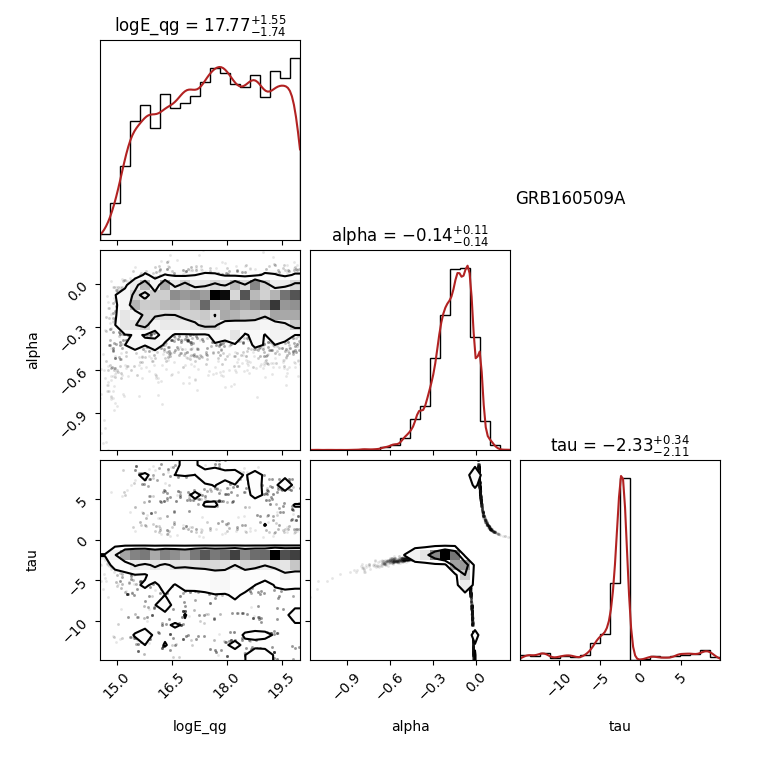 logE_qg = 17.77+1.55−1.74
GRB160509A
alpha = −0.14+0.11−0.14
0.0
−0.3
−0.6
−0.9
alpha
tau = −2.33+0.34−2.11
5
0
−5
−10
tau
15.0 16.5 18.0 19.5
−0.9 −0.6 −0.3 0.0
−10 −5 0 5
logE_qg alpha tau